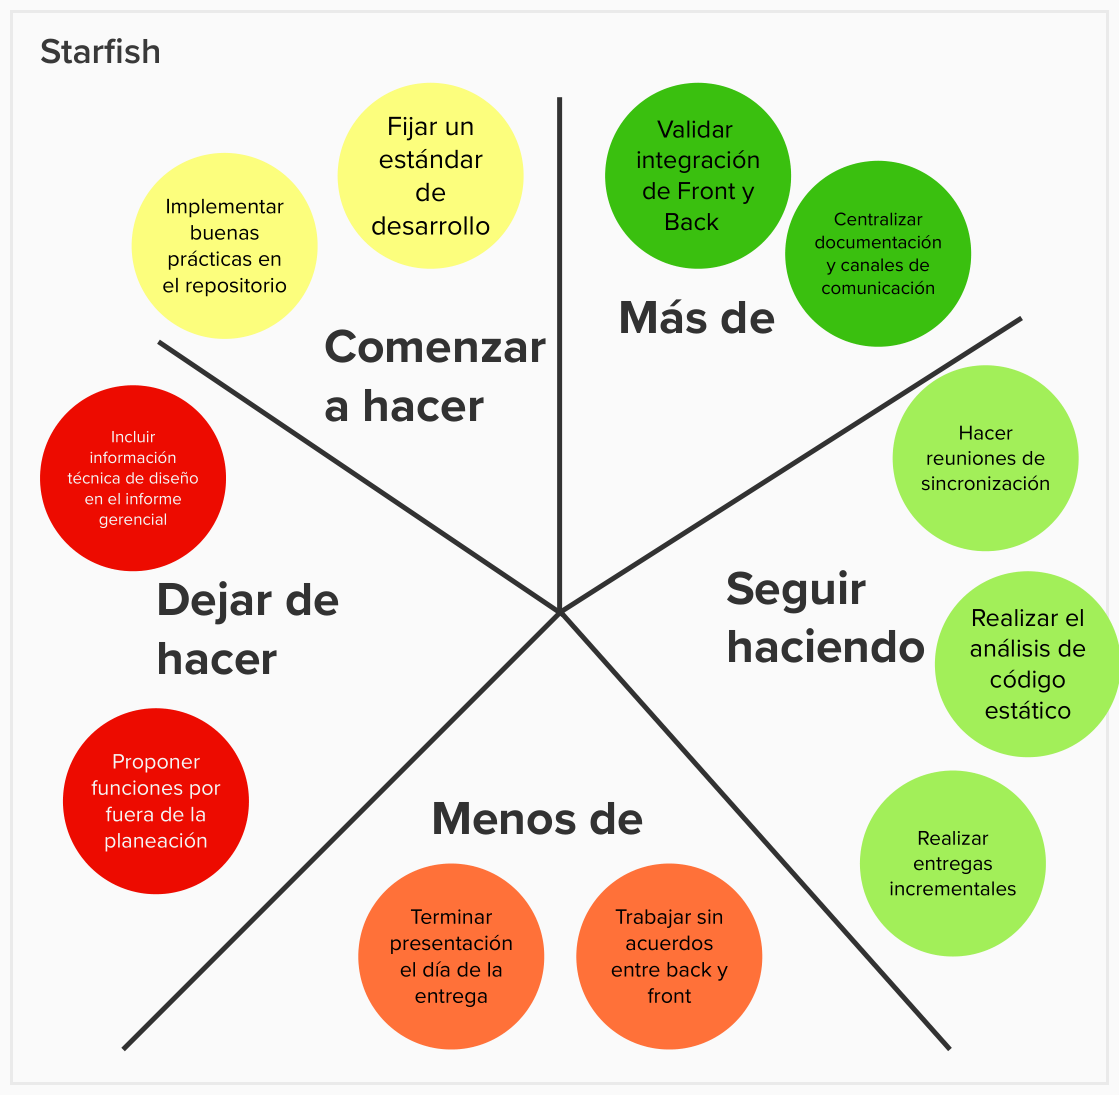 Starfish
Fijar un
estándar
de
desarrollo
Implementar
buenas
prácticas en
el repositorio
Comenzar
a hacer
Validar
integración
de Front y
Back
Centralizar
documentación
y canales de
comunicación
Más de
Incluir
información
técnica de diseño
en el informe
gerencial
Dejar de
hacer
Proponer
funciones por
fuera de la
planeación
Hacer
reuniones de
sincronización
Seguir
haciendo
Realizar el
análisis de
código
estático
Realizar
entregas
incrementales
Menos de
Terminar
presentación
el día de la
entrega
Trabajar sin
acuerdos
entre back y
front